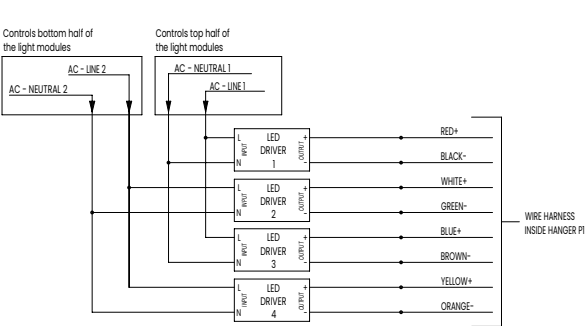 Controls bottom half of
the light modules
Controls top half of
the light modules
AC - LINE 2
AC - NEUTRAL 2
AC - NEUTRAL 1
AC - LINE 1
L
N
INPUT
LED
DRIVER
1
OUTPUT
+
-
RED+
BLACK-
L
N
INPUT
LED
DRIVER
2
OUTPUT
+
-
WHITE+
GREEN-
L
N
INPUT
LED
DRIVER
3
OUTPUT
+
-
BLUE+
BROWN-
L
N
INPUT
LED
DRIVER
4
OUTPUT
+
-
YELLOW+
ORANGE-
WIRE HARNESS
INSIDE HANGER P1